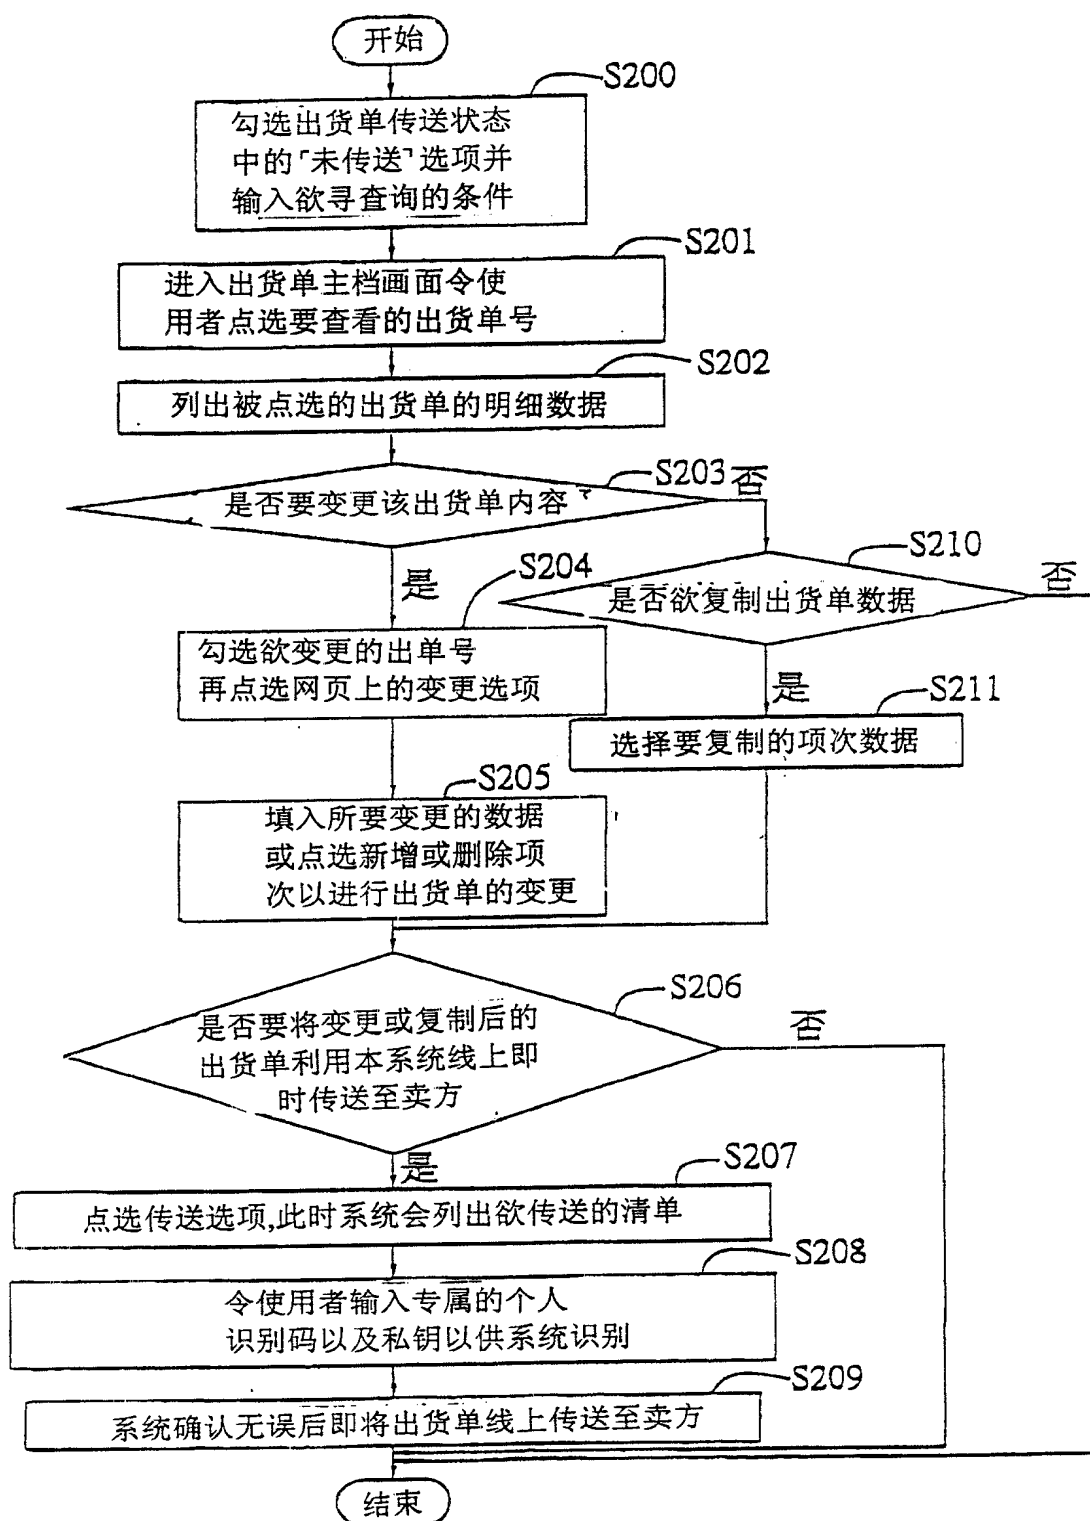 开始
S200
勾选出货单传送状态
中的「未传送」选项并
输入欲寻查询的条件
S201
进入出货单主档画面令使
用者点选要查看的出货单号
S202
列出被点选的出货单的明细数据
S203
否
是否要变更该出货单内容
S210
否
是否欲复制出货单数据
是
S204
勾选欲变更的出单号
再点选网页上的变更选项
是
S211
选择要复制的项次数据
S205
填入所要变更的数据
或点选新增或删除项
次以进行出货单的变更
S206
否
是否要将变更或复制后的
出货单利用本系统线上即
时传送至卖方
是
S207
点选传送选项,此时系统会列出欲传送的清单
S208
令使用者输入专属的个人
识别码以及私钥以供系统识别
S209
系统确认无误后即将出货单线上传送至卖方
结束